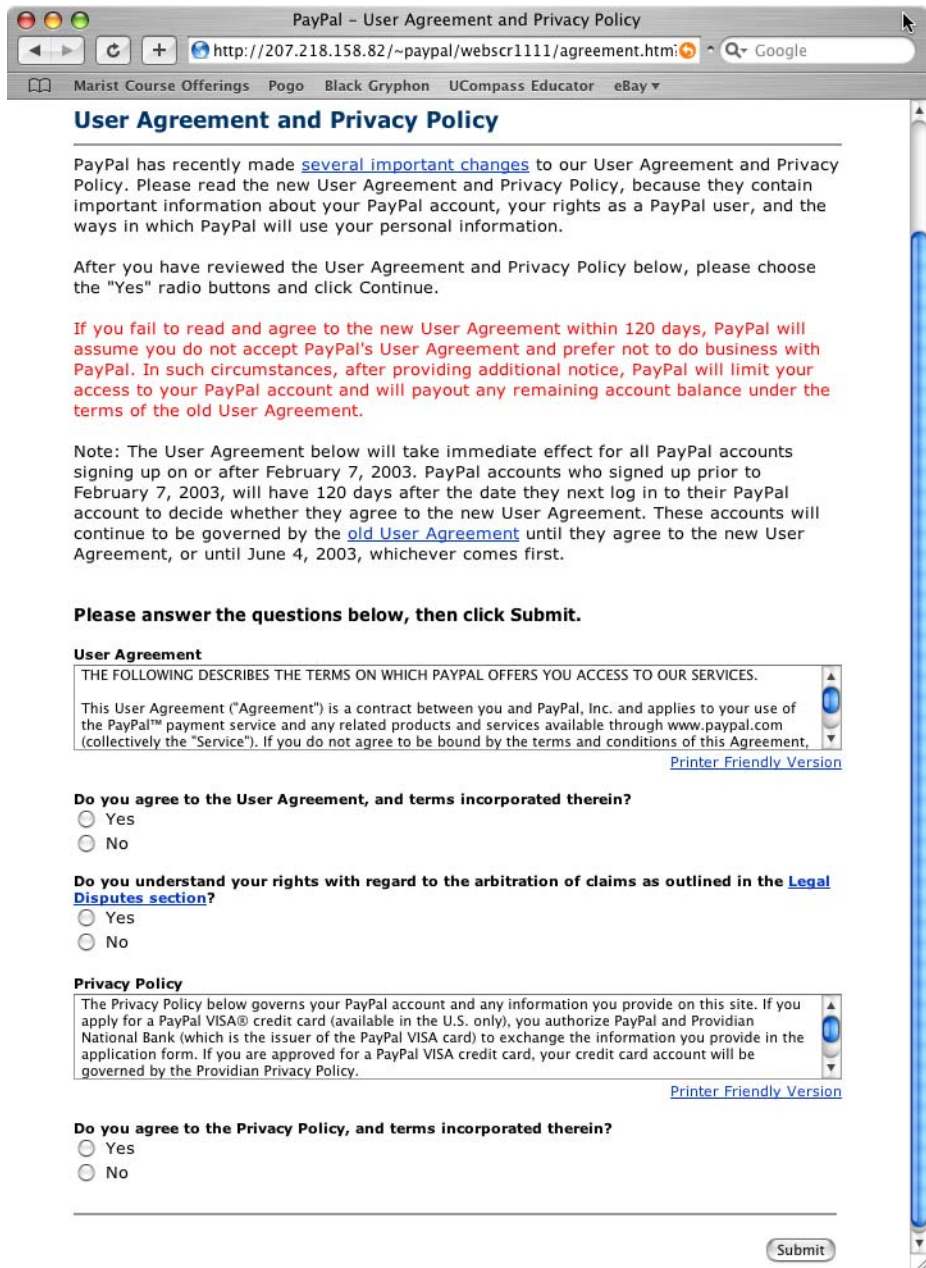 PayPal – User Agreement and Privacy Policy
http://207.218.158.82/~paypal/webscr1111/agreement.htm
Google
Marist Course Offerings Pogo Black Gryphon UCompass Educator eBay ▾
User Agreement and Privacy Policy
PayPal has recently made several important changes to our User Agreement and Privacy
Policy. Please read the new User Agreement and Privacy Policy, because they contain
important information about your PayPal account, your rights as a PayPal user, and the
ways in which PayPal will use your personal information.
After you have reviewed the User Agreement and Privacy Policy below, please choose
the "Yes" radio buttons and click Continue.
If you fail to read and agree to the new User Agreement within 120 days, PayPal will
assume you do not accept PayPal's User Agreement and prefer not to do business with
PayPal. In such circumstances, after providing additional notice, PayPal will limit your
access to your PayPal account and will payout any remaining account balance under the
terms of the old User Agreement.
Note: The User Agreement below will take immediate effect for all PayPal accounts
signing up on or after February 7, 2003. PayPal accounts who signed up prior to
February 7, 2003, will have 120 days after the date they next log in to their PayPal
account to decide whether they agree to the new User Agreement. These accounts will
continue to be governed by the old User Agreement until they agree to the new User
Agreement, or until June 4, 2003, whichever comes first.
Please answer the questions below, then click Submit.
User Agreement
THE FOLLOWING DESCRIBES THE TERMS ON WHICH PAYPAL OFFERS YOU ACCESS TO OUR SERVICES.
This User Agreement ("Agreement") is a contract between you and PayPal, Inc. and applies to your use of
the PayPal™ payment service and any related products and services available through www.paypal.com
(collectively the "Service"). If you do not agree to be bound by the terms and conditions of this Agreement,
Printer Friendly Version
Do you agree to the User Agreement, and terms incorporated therein?
Yes
No
Do you understand your rights with regard to the arbitration of claims as outlined in the Legal
Disputes section?
Yes
No
Privacy Policy
The Privacy Policy below governs your PayPal account and any information you provide on this site. If you
apply for a PayPal VISA® credit card (available in the U.S. only), you authorize PayPal and Providian
National Bank (which is the issuer of the PayPal VISA card) to exchange the information you provide in the
application form. If you are approved for a PayPal VISA credit card, your credit card account will be
governed by the Providian Privacy Policy.
Printer Friendly Version
Do you agree to the Privacy Policy, and terms incorporated therein?
Yes
No
Submit